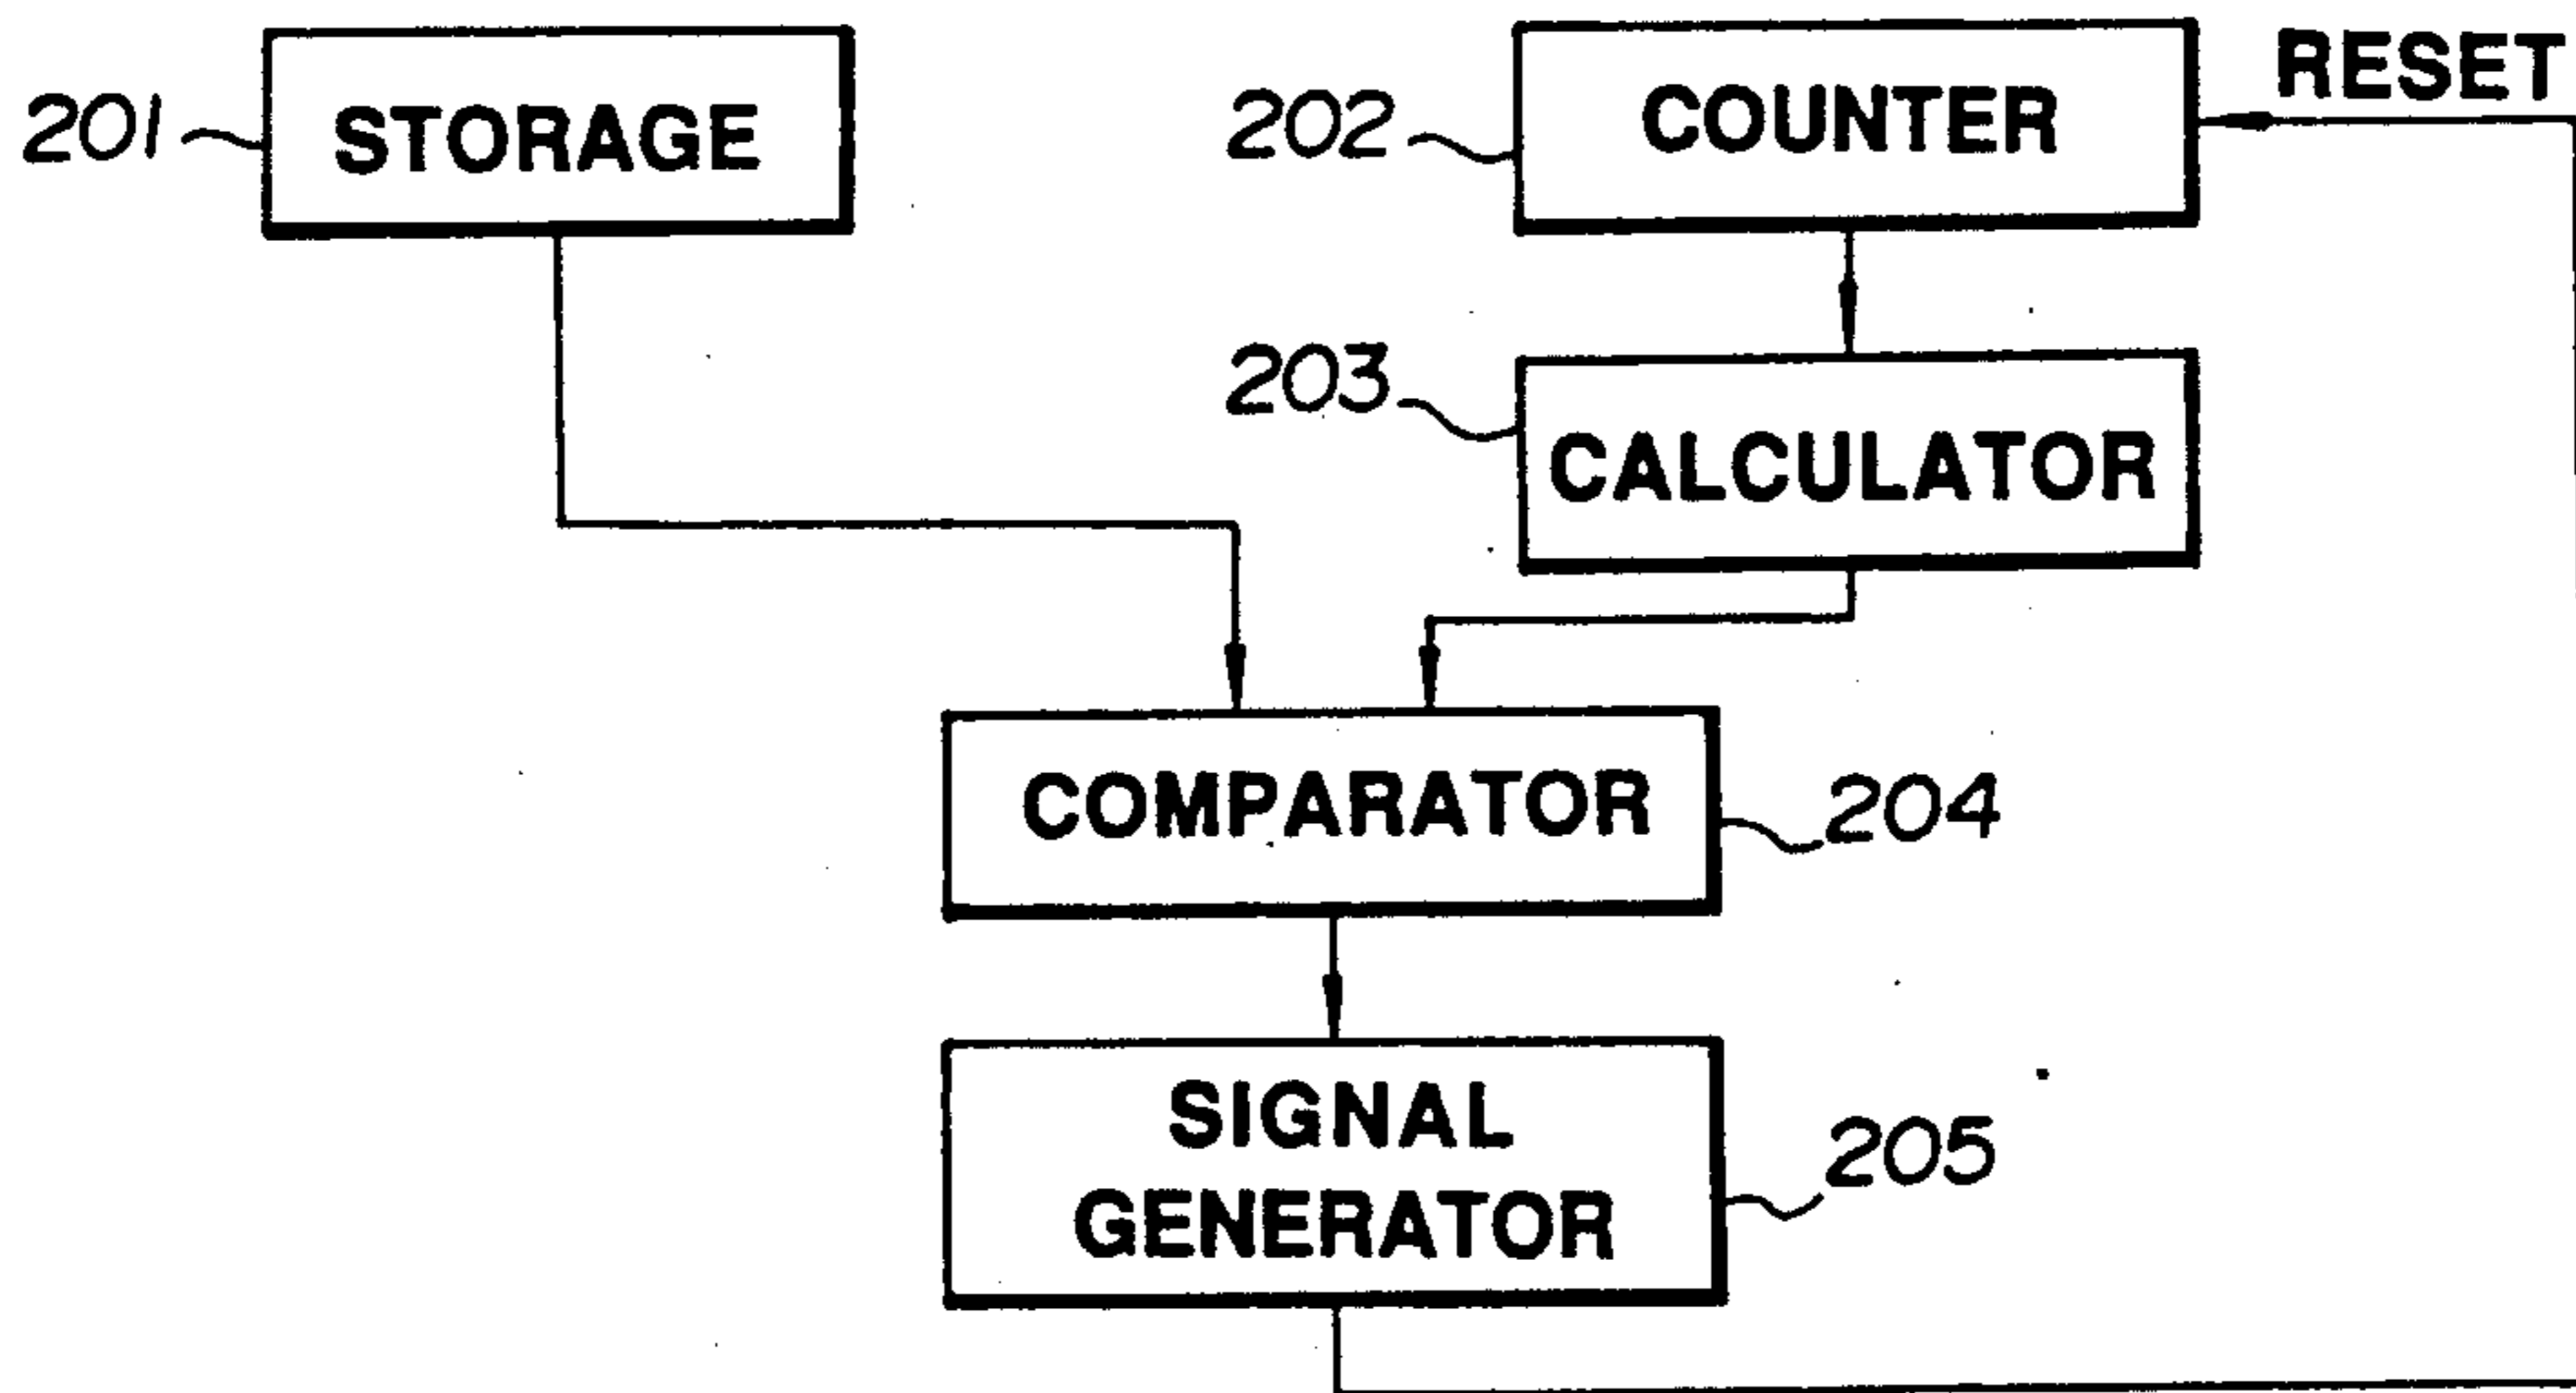 201
STORAGE
202
COUNTER
RESET
203
CALCULATOR
COMPARATOR
204
SIGNAL
GENERATOR
205